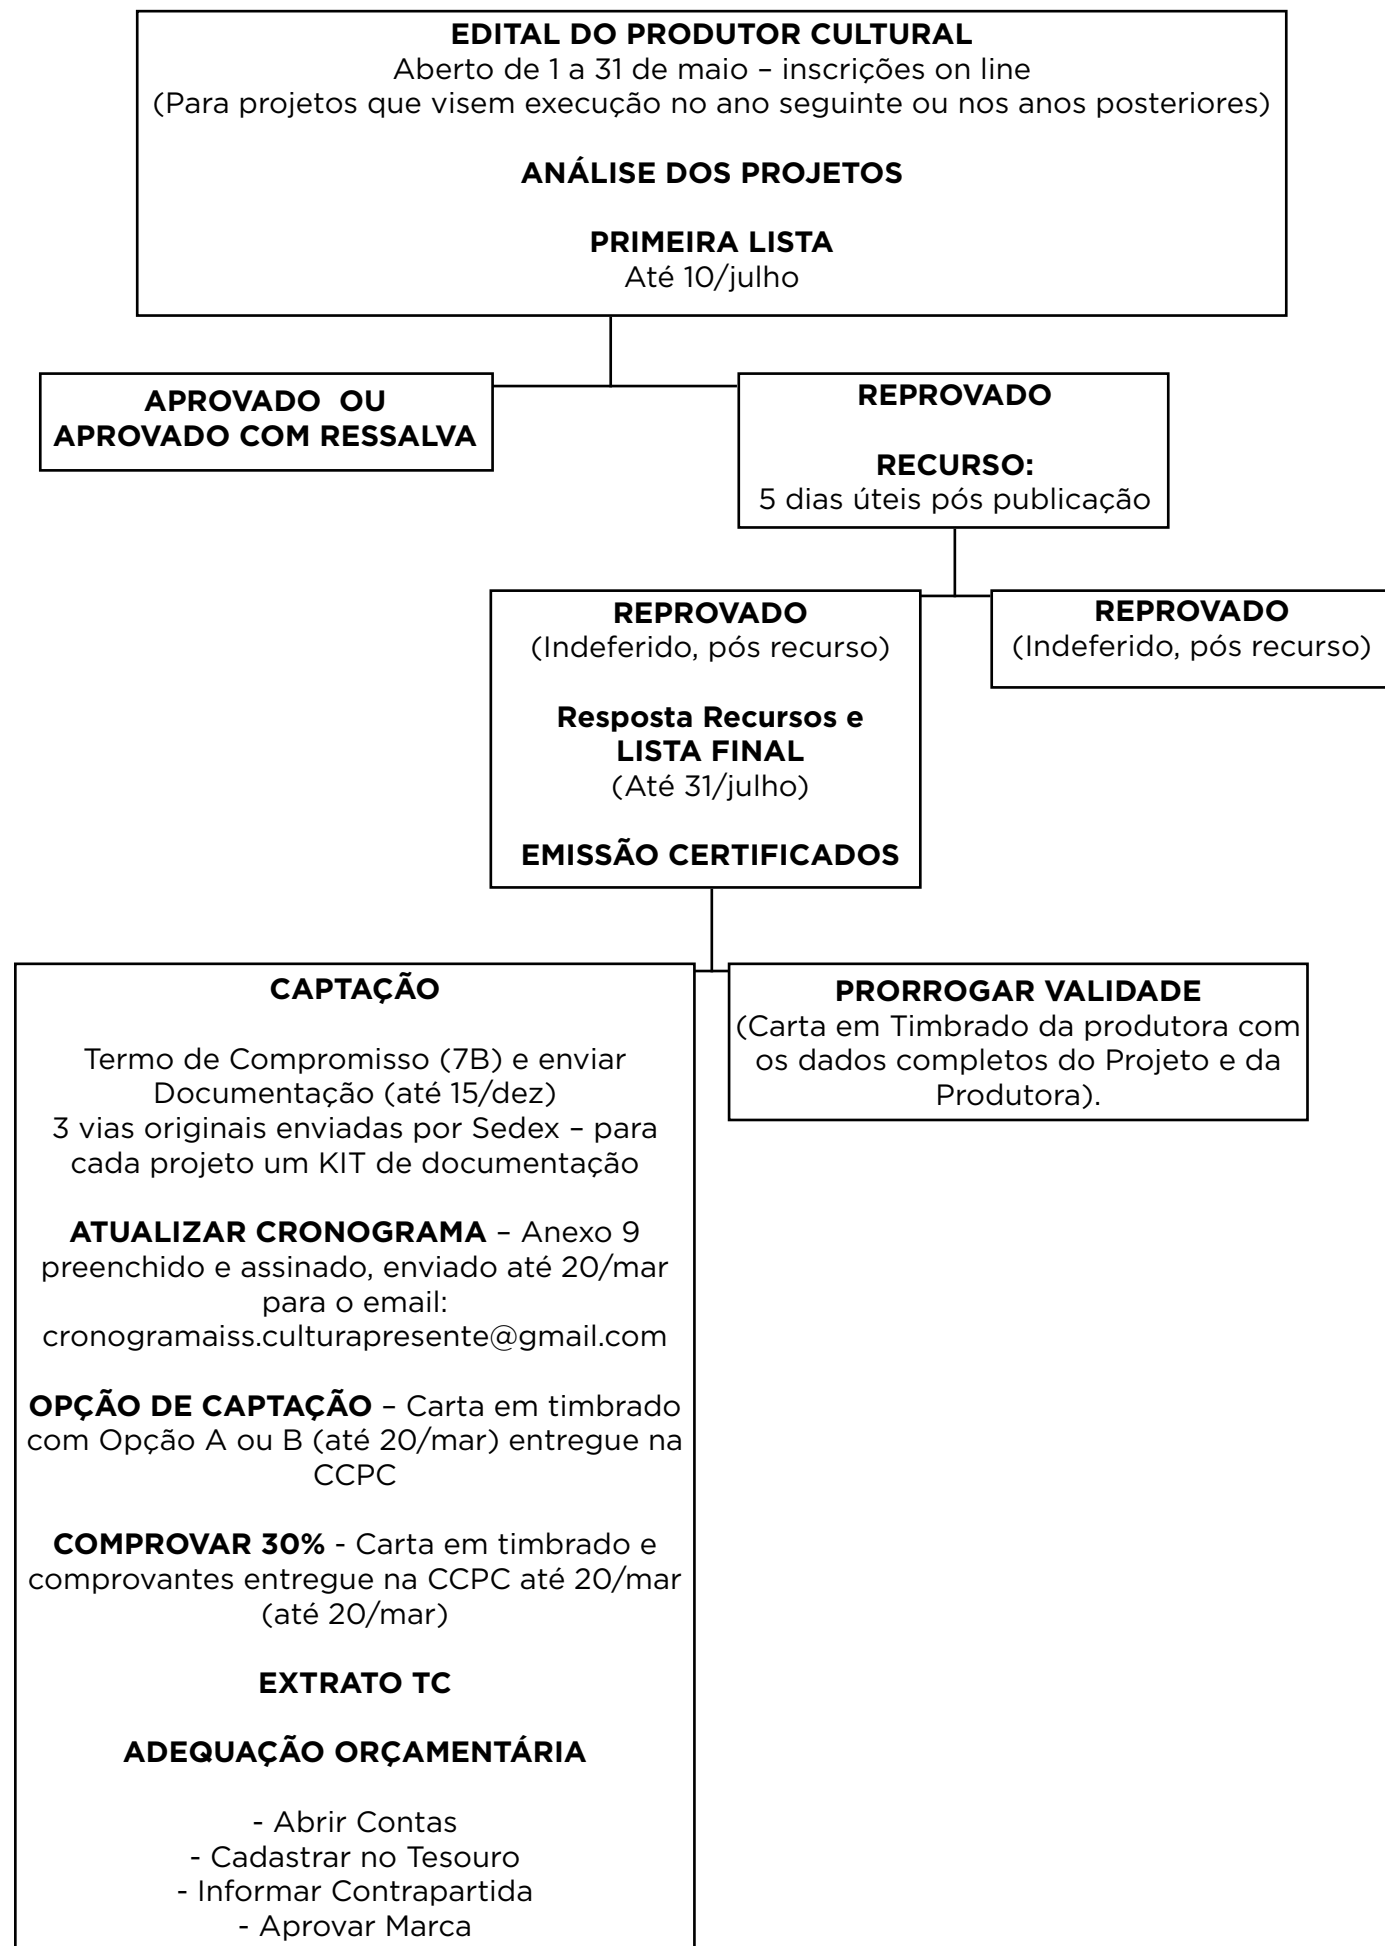 EDITAL DO PRODUTOR CULTURAL
Aberto de 1 a 31 de maio – inscrições on line
(Para projetos que visem execução no ano seguinte ou nos anos posteriores)
ANÁLISE DOS PROJETOS
PRIMEIRA LISTA
Até 10/julho
APROVADO OU
APROVADO COM RESSALVA
REPROVADO
RECURSO:
5 dias úteis pós publicação
REPROVADO
(Indeferido, pós recurso)
Resposta Recursos e
LISTA FINAL
(Até 31/julho)
EMISSÃO CERTIFICADOS
REPROVADO
(Indeferido, pós recurso)
CAPTAÇÃO
Termo de Compromisso (7B) e enviar
Documentação (até 15/dez)
3 vias originais enviadas por Sedex – para
cada projeto um KIT de documentação
ATUALIZAR CRONOGRAMA – Anexo 9
preenchido e assinado, enviado até 20/mar
para o email:
cronogramaiss.culturapresente@gmail.com
OPÇÃO DE CAPTAÇÃO – Carta em timbrado
com Opção A ou B (até 20/mar) entregue na
CCPC
COMPROVAR 30% - Carta em timbrado e
comprovantes entregue na CCPC até 20/mar
(até 20/mar)
EXTRATO TC
ADEQUAÇÃO ORÇAMENTÁRIA
- Abrir Contas
- Cadastrar no Tesouro
- Informar Contrapartida
- Aprovar Marca
PRORROGAR VALIDADE
(Carta em Timbrado da produtora com
os dados completos do Projeto e da
Produtora).